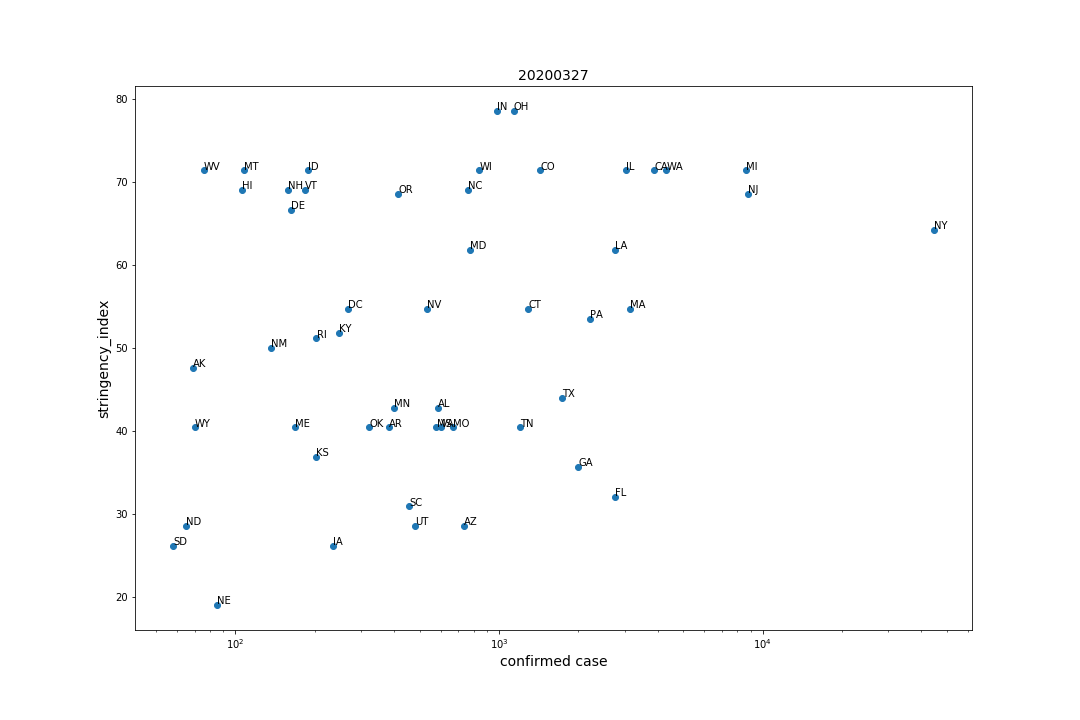 20200327
80
IN OH
WV MT ID WI CO IL CA WA MI
70
HI NH VT OR NC NJ
DE
NY
MD LA
60
DC NV CT MA
PA
KY
RI
50
NM
AK
TX
MN AL
40
WY ME OK AR MO TN
KS
GA
FL
SC
30
ND UT AZ
SD IA
20
NE
stringency_index
10² 10³ 10⁴
confirmed case